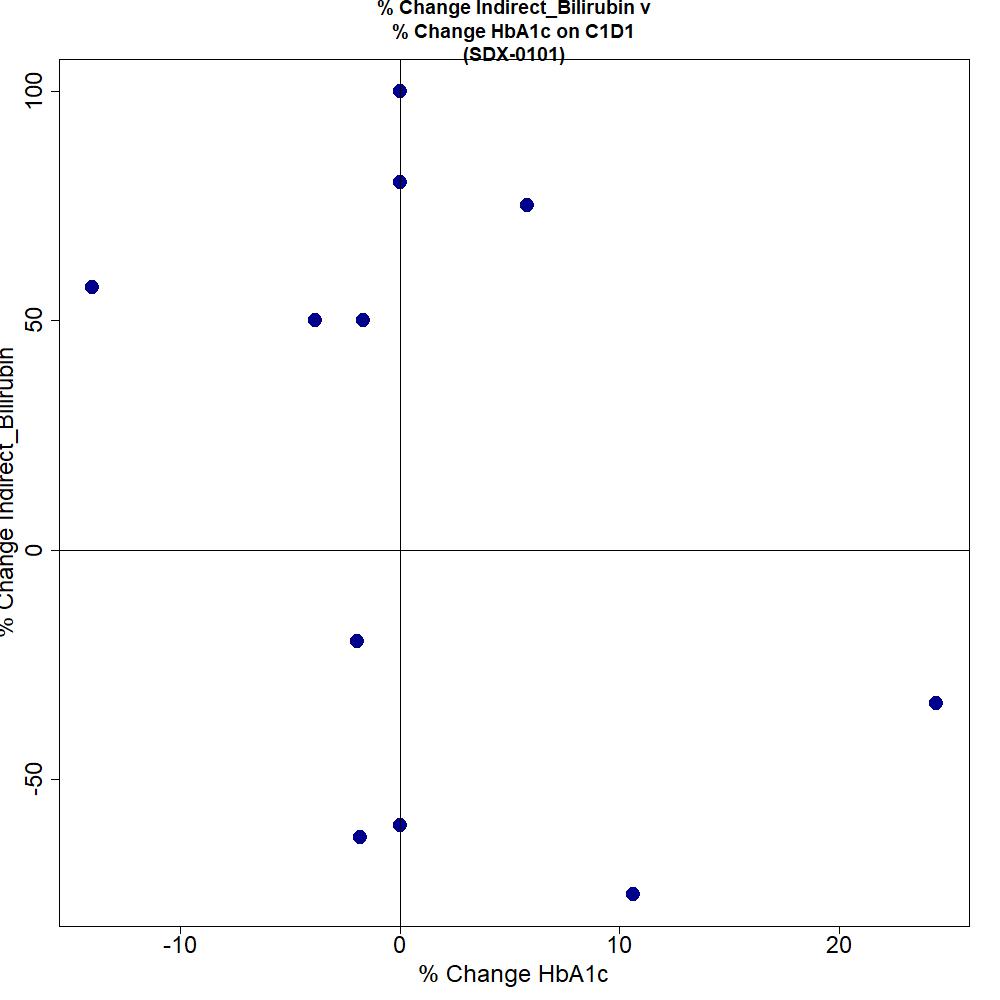 % Change Indirect_Bilirubin v
% Change HbA1c on C1D1
(SDX-0101)
% Change Indirect_Bilirubin
100
50
0
-50
-10
0
10
20
% Change HbA1c